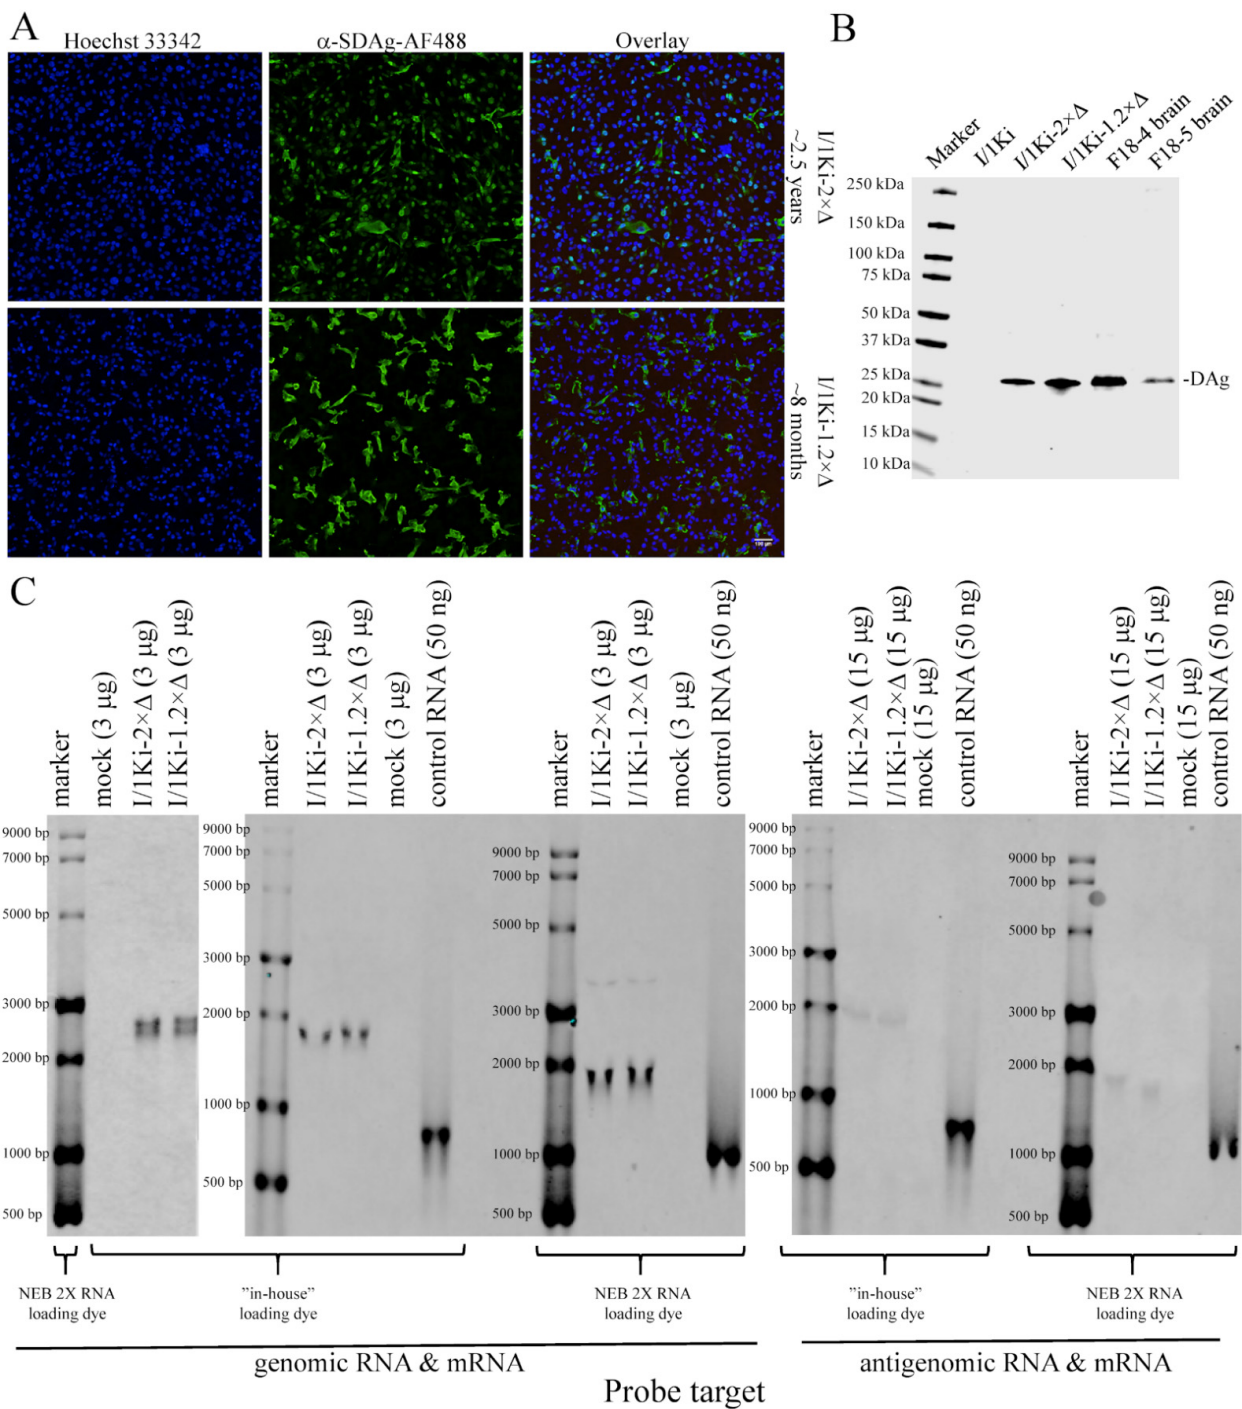 A
Hoechst 33342
α-SDAg-AF488
Overlay
I/1Ki-2×Δ
~2.5 years
I/1Ki-1.2×Δ
~8 months
100 µm
B
Marker
I/1Ki
I/1Ki-2×Δ
I/1Ki-1.2×Δ
F18-4 brain
F18-5 brain
250 kDa
150 kDa
100 kDa
75 kDa
50 kDa
37 kDa
25 kDa
20 kDa
15 kDa
10 kDa
-DAg
C
marker
mock (3 µg)
I/1Ki-2×Δ (3 µg)
I/1Ki-1.2×Δ (3 µg)
marker
I/1Ki-2×Δ (3 µg)
I/1Ki-1.2×Δ (3 µg)
mock (3 µg)
control RNA (50 ng)
marker
I/1Ki-2×Δ (3 µg)
I/1Ki-1.2×Δ (3 µg)
mock (3 µg)
control RNA (50 ng)
marker
I/1Ki-2×Δ (15 µg)
I/1Ki-1.2×Δ (15 µg)
mock (15 µg)
control RNA (50 ng)
marker
I/1Ki-2×Δ (15 µg)
I/1Ki-1.2×Δ (15 µg)
mock (15 µg)
control RNA (50 ng)
9000 bp
7000 bp
5000 bp
3000 bp
2000 bp
1000 bp
500 bp
9000 bp
7000 bp
5000 bp
3000 bp
2000 bp
1000 bp
500 bp
9000 bp
7000 bp
5000 bp
3000 bp
2000 bp
1000 bp
500 bp
9000 bp
7000 bp
5000 bp
3000 bp
2000 bp
1000 bp
500 bp
9000 bp
7000 bp
5000 bp
3000 bp
2000 bp
1000 bp
500 bp
NEB 2X RNA
loading dye
”in-house”
loading dye
NEB 2X RNA
loading dye
”in-house”
loading dye
NEB 2X RNA
loading dye
genomic RNA & mRNA
antigenomic RNA & mRNA
Probe target